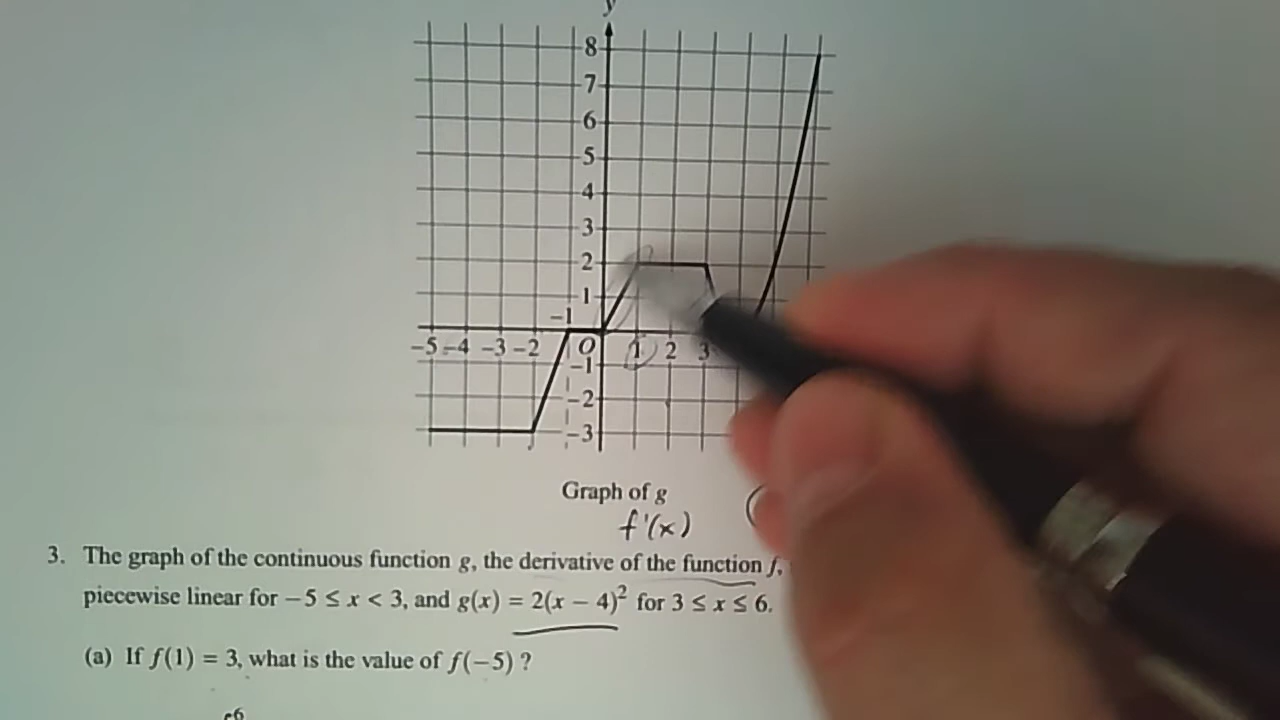 y
8
7
6
5
4
3
2
1
-1
-5 -4 -3 -2 O 1 2 3
-1
-2
-3
Graph of g
f'(x)
3. The graph of the continuous function g, the derivative of the function f,
piecewise linear for −5 ≤ x < 3, and g(x) = 2(x − 4)² for 3 ≤ x ≤ 6.
(a) If f(1) = 3, what is the value of f(−5) ?
6